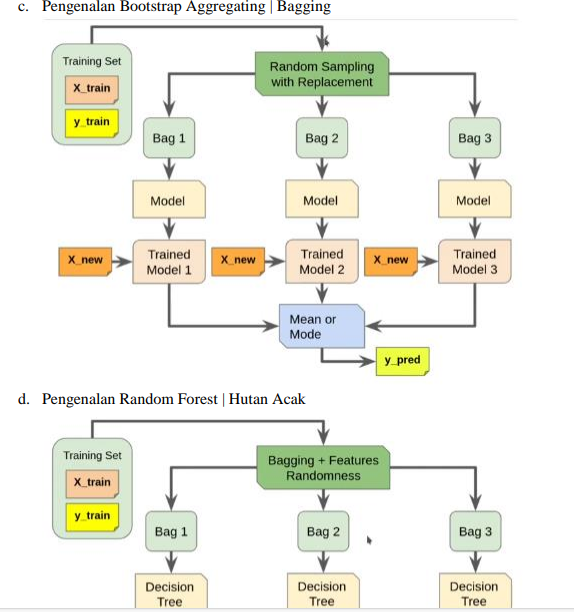 c. Pengenalan Bootstrap Aggregating | Bagging
Training Set
X_train
y_train
Random Sampling
with Replacement
Bag 1
Bag 2
Bag 3
Model
Model
Model
X_new
Trained
Model 1
X_new
Trained
Model 2
X_new
Trained
Model 3
Mean or
Mode
y_pred
d. Pengenalan Random Forest | Hutan Acak
Training Set
X_train
y_train
Bagging + Features
Randomness
Bag 1
Bag 2
Bag 3
Decision
Tree
Decision
Tree
Decision
Tree